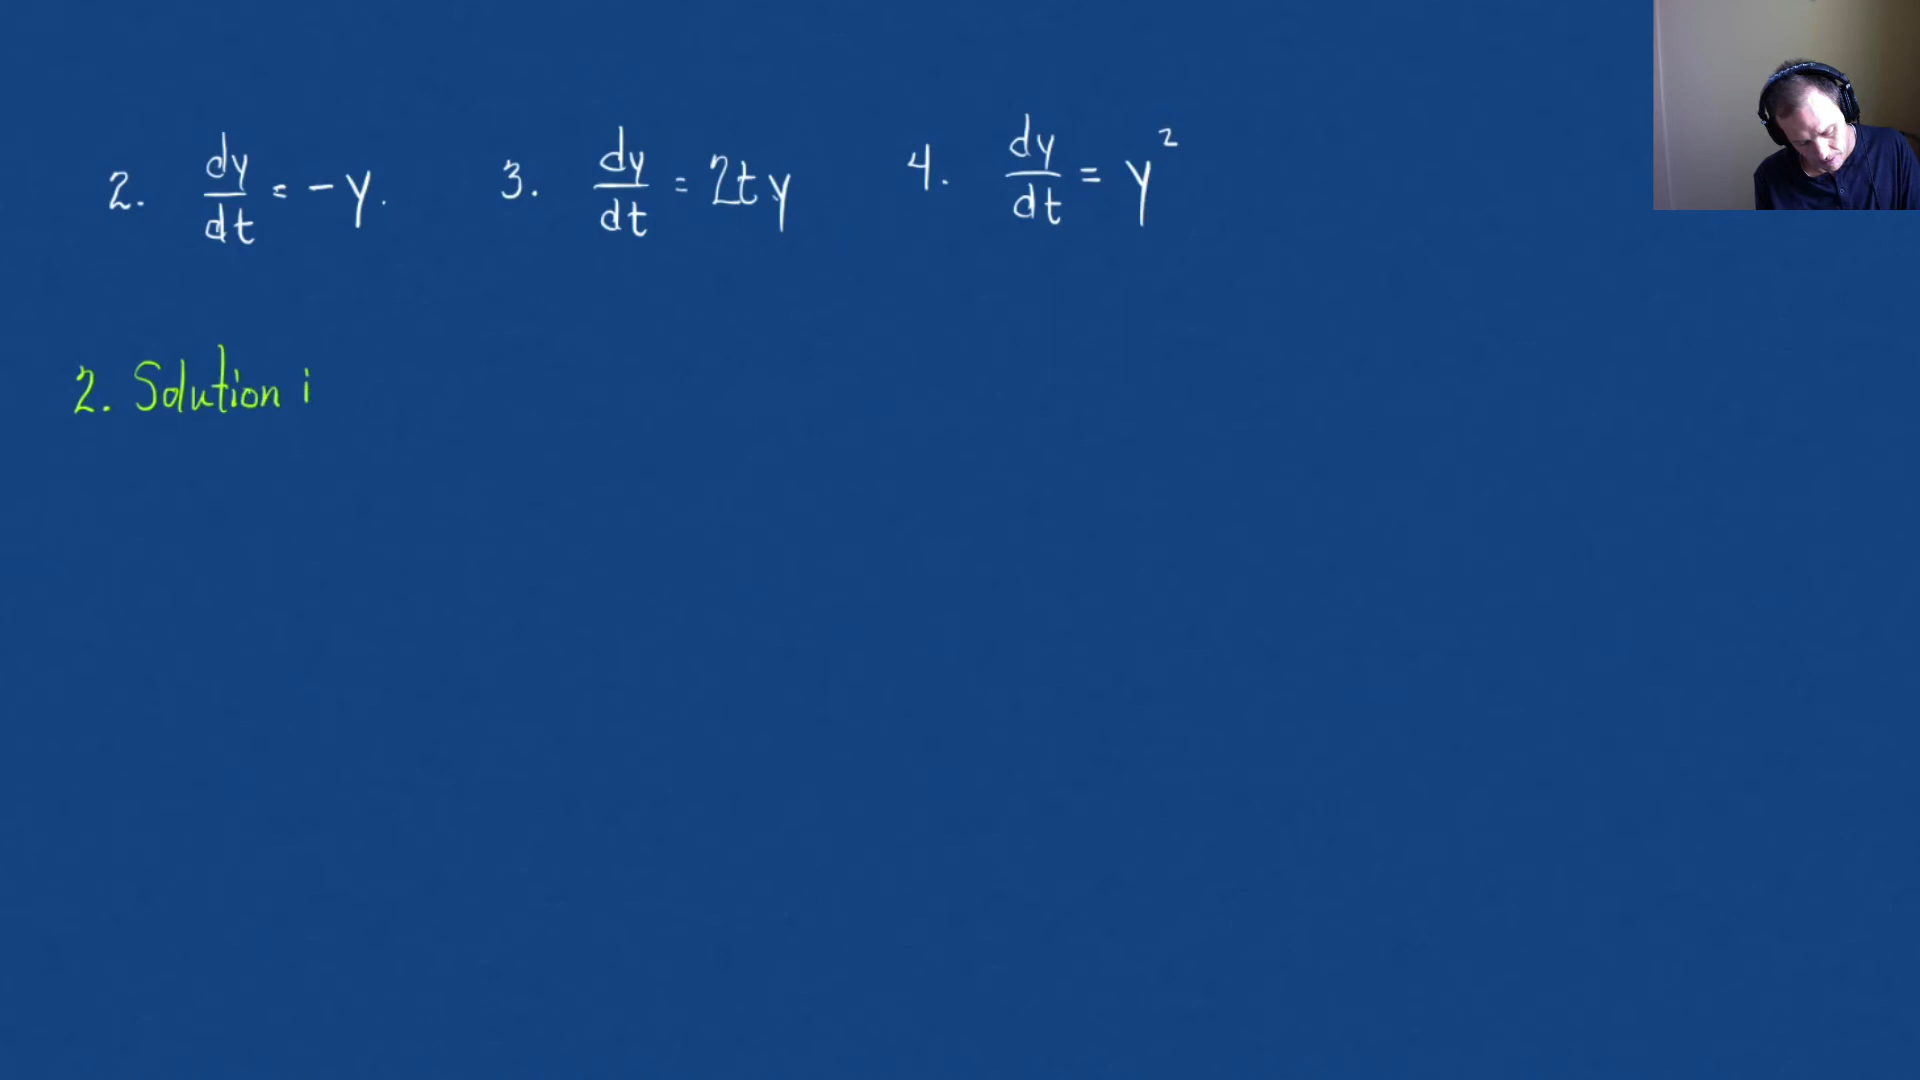 2. dy/dt = -y. 3. dy/dt = 2ty 4. dy/dt = y²
2. Solution i